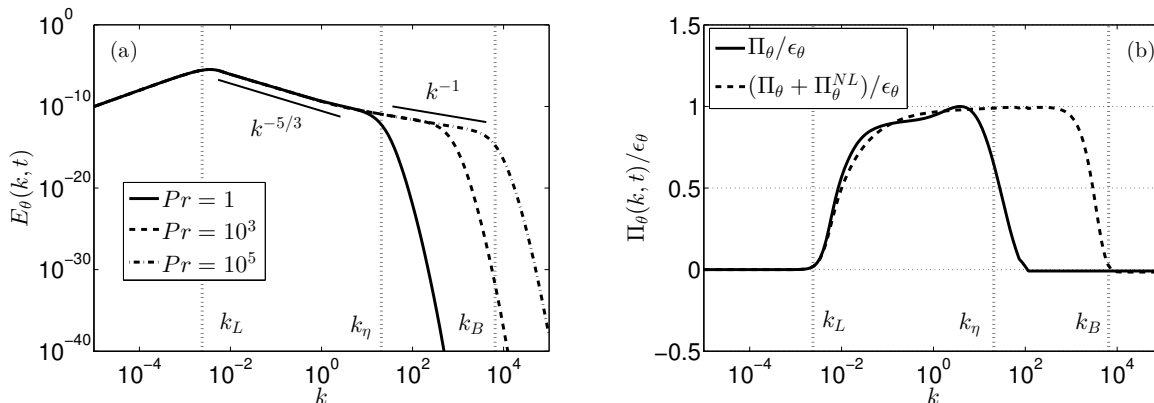 (a)
10^0
10^{-10}
10^{-20}
10^{-30}
10^{-40}
E_θ(k, t)
k^{-5/3}
k^{-1}
Pr = 1
Pr = 10^3
Pr = 10^5
k_L
k_η
k_B
10^{-4}
10^{-2}
10^0
10^2
10^4
k
(b)
1.5
1
0.5
0
−0.5
Π_θ(k, t)/ϵ_θ
Π_θ/ϵ_θ
(Π_θ + Π_θ^{NL})/ϵ_θ
k_L
k_η
k_B
10^{-4}
10^{-2}
10^0
10^2
10^4
k